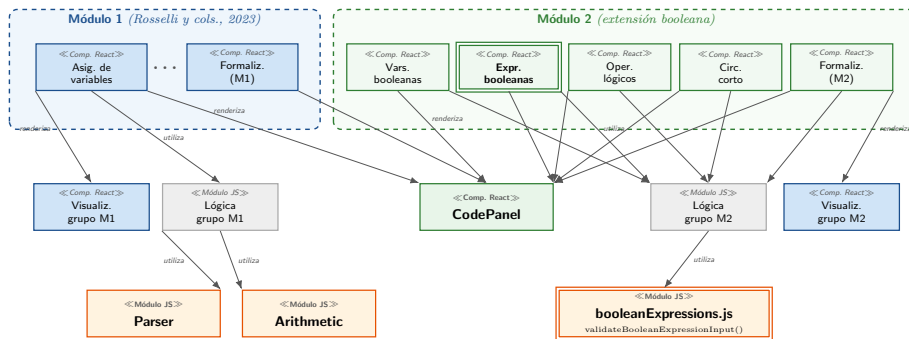 Módulo 1 (Rosselli y cols., 2023)
Módulo 2 (extensión booleana)
≪Comp. React≫
Asig. de
variables
...
≪Comp. React≫
Formaliz.
(M1)
≪Comp. React≫
Vars.
booleanas
≪Comp. React≫
Expr.
booleanas
≪Comp. React≫
Oper.
lógicos
≪Comp. React≫
Circ.
corto
≪Comp. React≫
Formaliz.
(M2)
renderiza
utiliza
renderiza
renderiza
utiliza
renderiza
≪Comp. React≫
Visualiz.
grupo M1
≪Módulo JS≫
Lógica
grupo M1
≪Comp. React≫
CodePanel
≪Módulo JS≫
Lógica
grupo M2
≪Comp. React≫
Visualiz.
grupo M2
utiliza
utiliza
utiliza
≪Módulo JS≫
Parser
≪Módulo JS≫
Arithmetic
≪Módulo JS≫
booleanExpressions.js
validateBooleanExpressionInput()